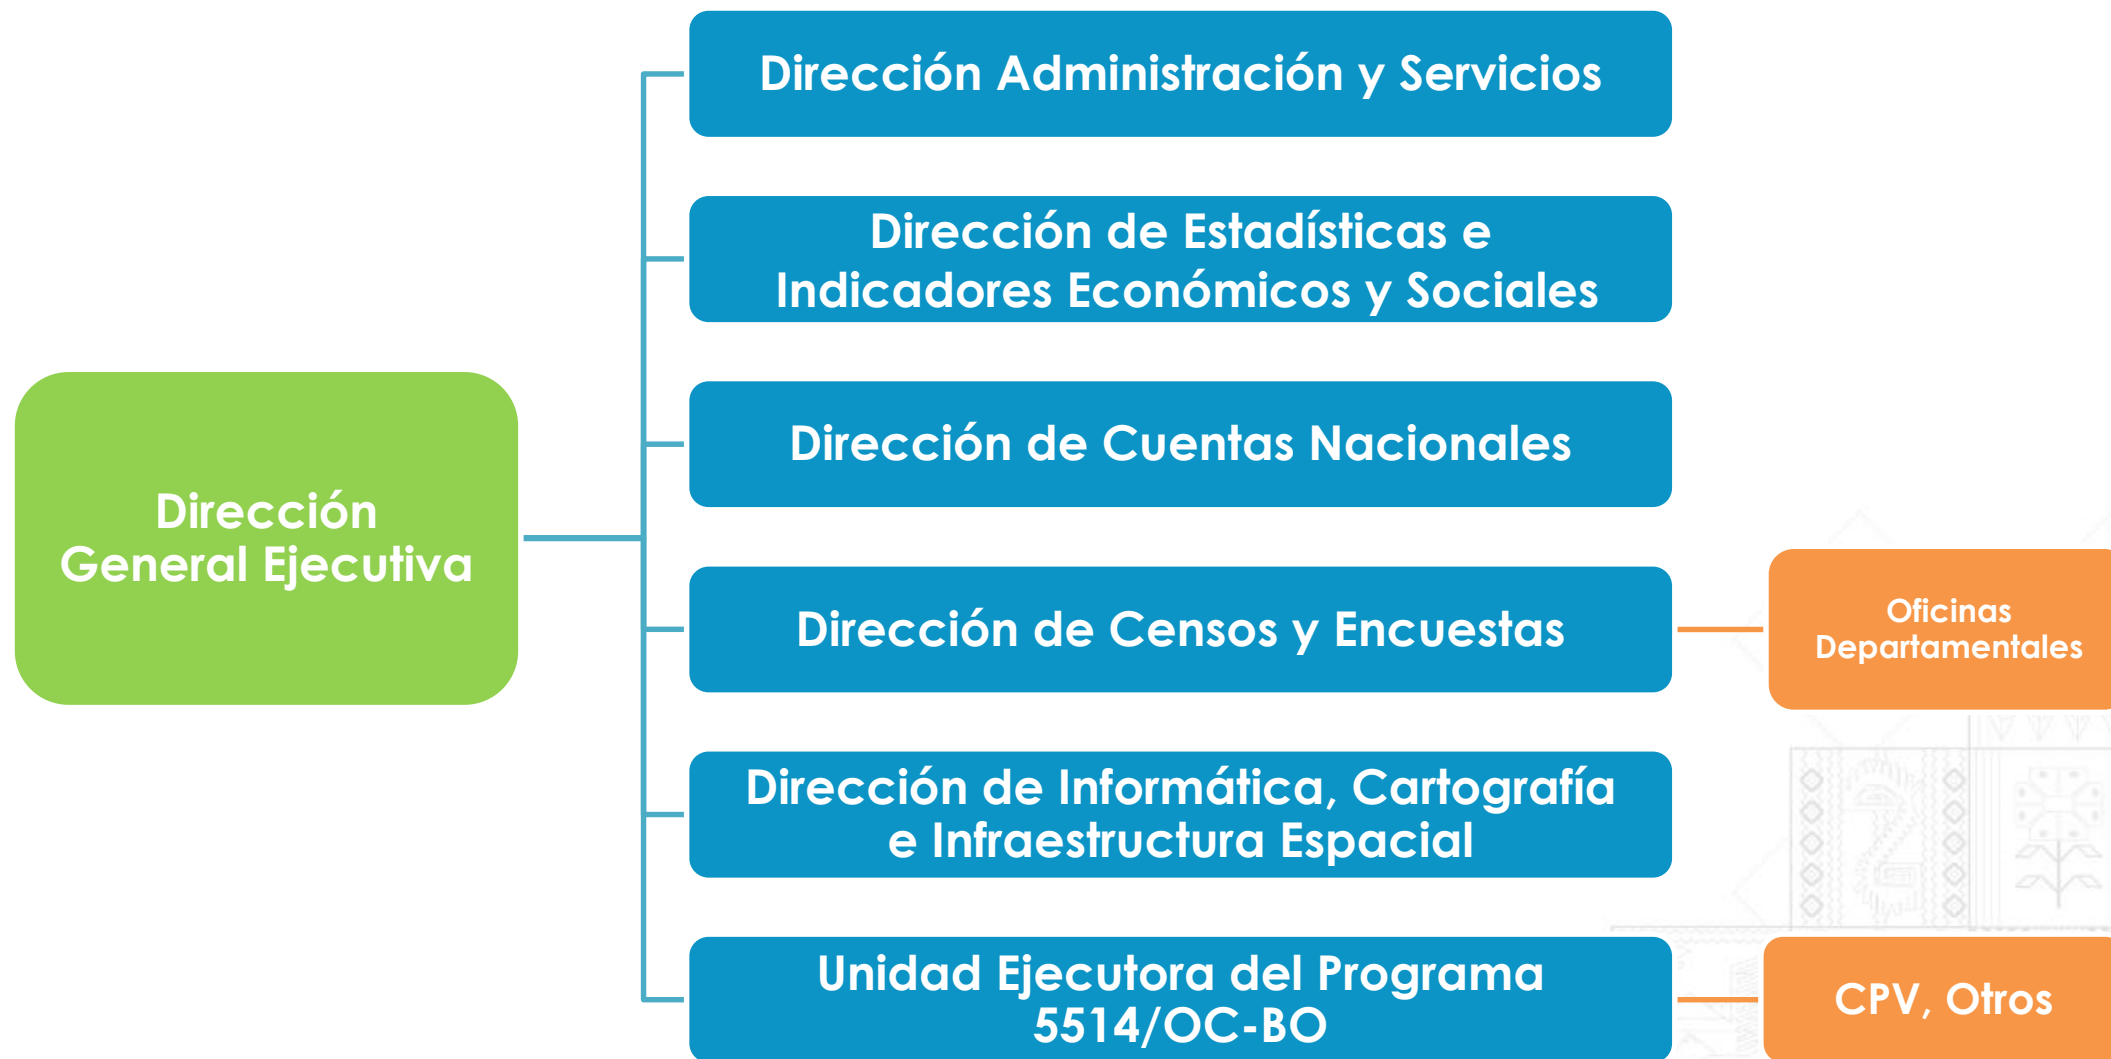 Dirección Administración y Servicios
Dirección de Estadísticas e
Indicadores Económicos y Sociales
Dirección de Cuentas Nacionales
Dirección
General Ejecutiva
Dirección de Censos y Encuestas
Oficinas
Departamentales
Dirección de Informática, Cartografía
e Infraestructura Espacial
Unidad Ejecutora del Programa
5514/OC-BO
CPV, Otros